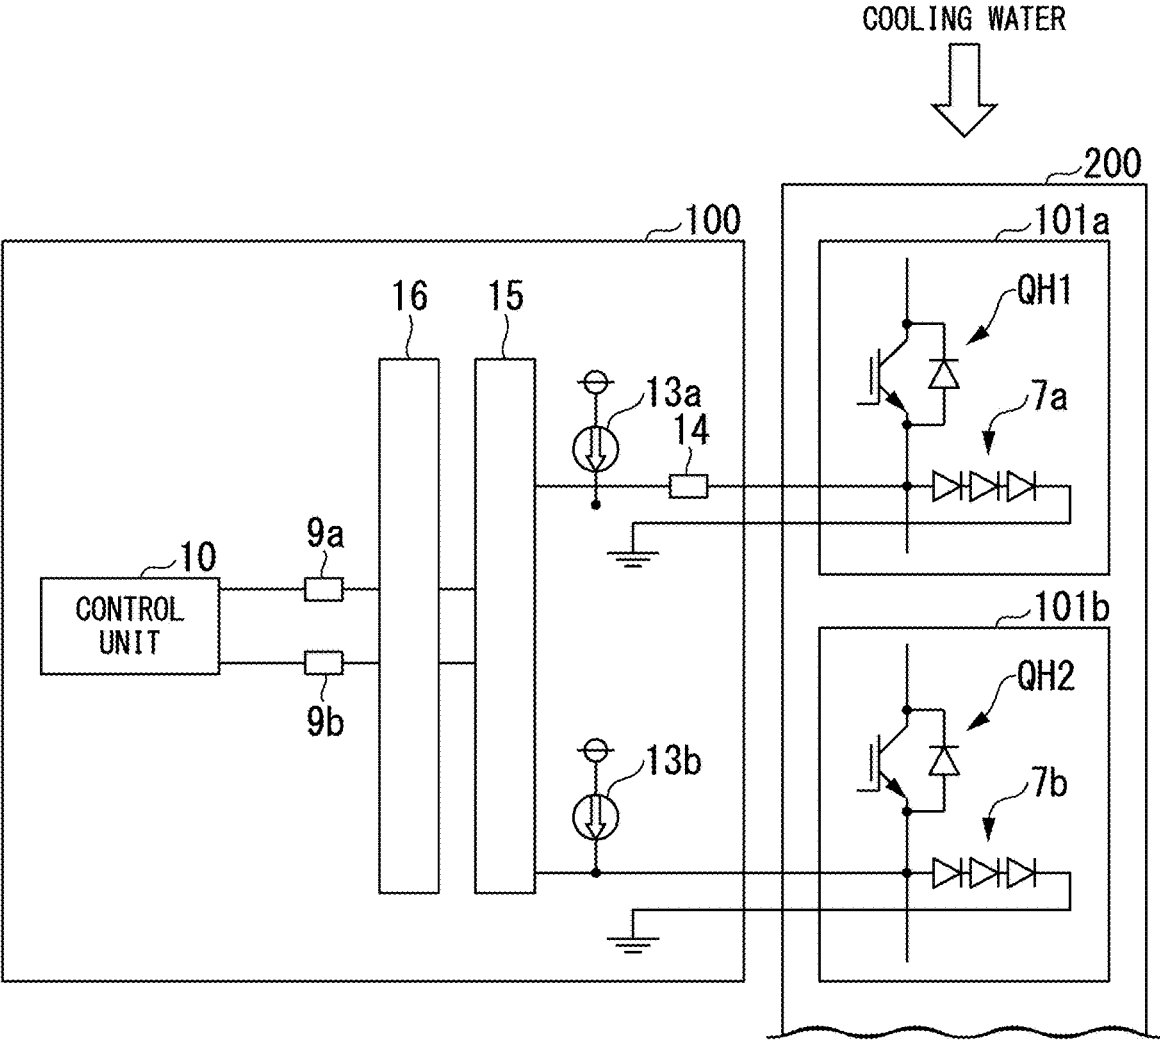 COOLING WATER
200
100
101a
16
15
QH1
13a
7a
14
9a
10
CONTROL
UNIT
101b
9b
QH2
13b
7b